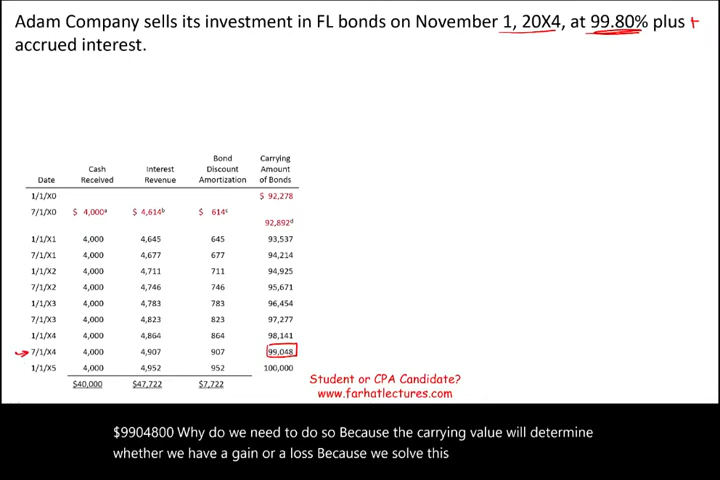 Adam Company sells its investment in FL bonds on November 1, 20X4, at 99.80% plus +
accrued interest.
Date Cash Received Interest Revenue Bond Discount Amortization Carrying Amount of Bonds
1/1/X0 $ 92,278
7/1/X0 $ 4,000ᵃ $ 4,614ᵇ $ 614ᶜ 92,892ᵈ
1/1/X1 4,000 4,645 645 93,537
7/1/X1 4,000 4,677 677 94,214
1/1/X2 4,000 4,711 711 94,925
7/1/X2 4,000 4,746 746 95,671
1/1/X3 4,000 4,783 783 96,454
7/1/X3 4,000 4,823 823 97,277
1/1/X4 4,000 4,864 864 98,141
7/1/X4 4,000 4,907 907 99,048
1/1/X5 4,000 4,952 952 100,000
$40,000 $47,722 $7,722
Student or CPA Candidate?
www.farhatlectures.com
$9904800 Why do we need to do so Because the carrying value will determine
whether we have a gain or a loss Because we solve this